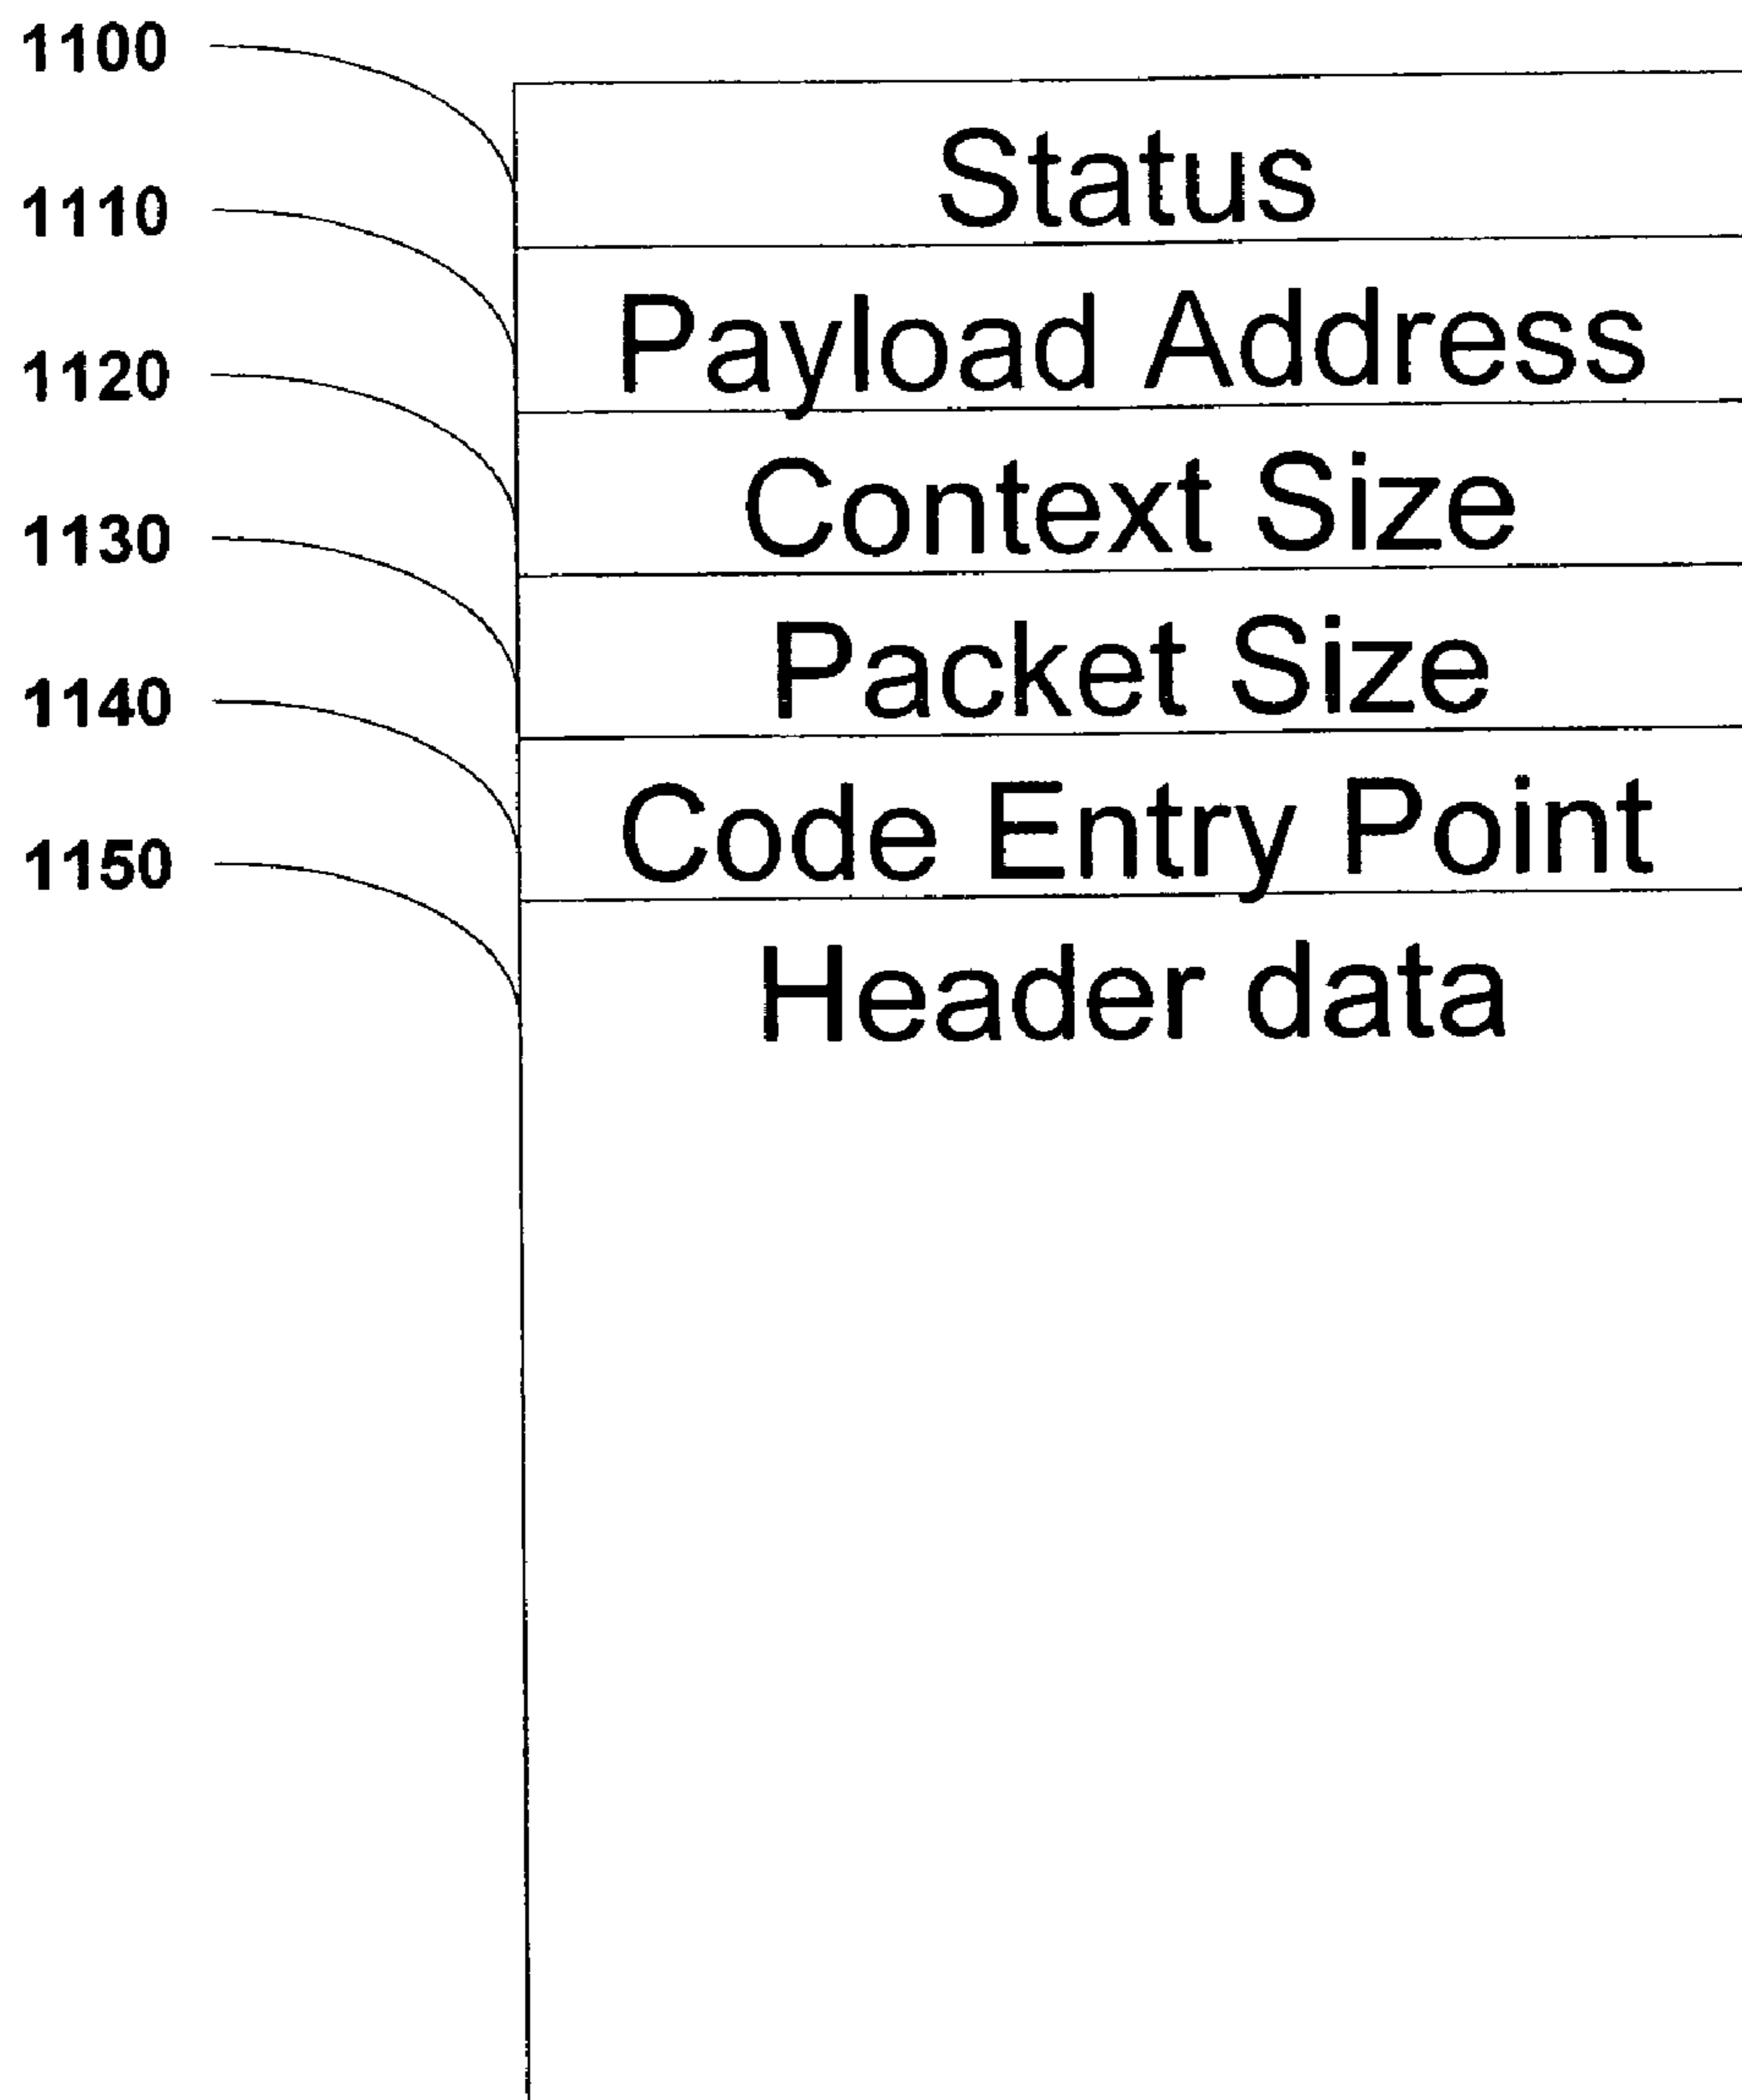 1100
Status
1110
Payload Address
1120
Context Size
1130
Packet Size
1140
Code Entry Point
1150
Header data